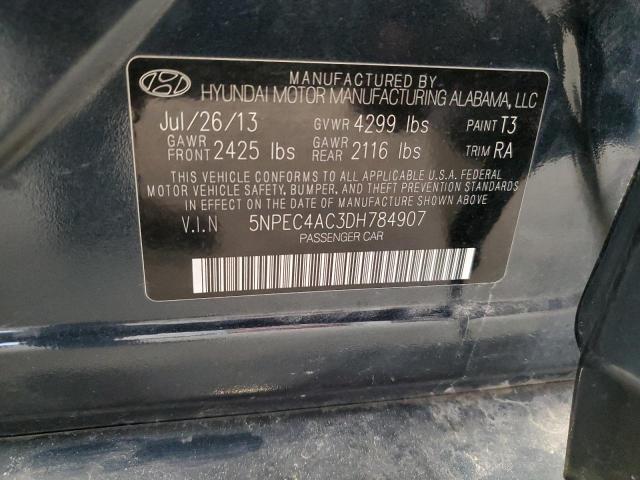 MANUFACTURED BY
HYUNDAI MOTOR MANUFACTURING ALABAMA, LLC
Jul/26/13 GVWR 4299 lbs PAINT T3
GAWR FRONT 2425 lbs GAWR REAR 2116 lbs TRIM RA
THIS VEHICLE CONFORMS TO ALL APPLICABLE U.S.A. FEDERAL
MOTOR VEHICLE SAFETY, BUMPER, AND THEFT PREVENTION STANDARDS
IN EFFECT ON THE DATE OF MANUFACTURE SHOWN ABOVE
V.I.N 5NPEC4AC3DH784907
PASSENGER CAR